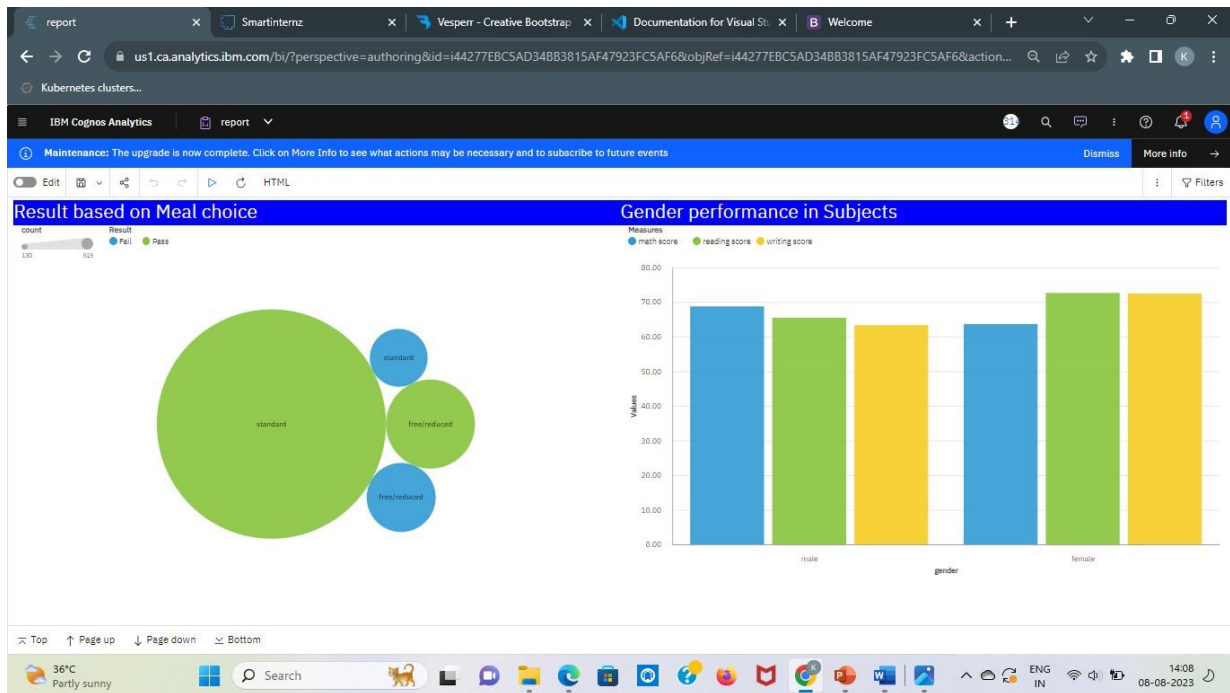 report
Smartinternz
Vesperr - Creative Bootstrap
Documentation for Visual Stu
B Welcome
us1.ca.analytics.ibm.com/bi/?perspective=authoring&id=i44277EBC5AD34BB3815AF47923FC5AF6&objRef=i44277EBC5AD34BB3815AF47923FC5AF6&action...
K
Kubernetes clusters...
IBM Cognos Analytics
report
1
Maintenance: The upgrade is now complete. Click on More Info to see what actions may be necessary and to subscribe to future events
Dismiss
More info
Edit
HTML
Filters
Result based on Meal choice
count
130
515
Result
Fail
Pass
standard
standard
free/reduced
free/reduced
Gender performance in Subjects
Measures
math score
reading score
writing score
80.00
70.00
60.00
50.00
40.00
30.00
20.00
10.00
0.00
Values
male
female
gender
Top
Page up
Page down
Bottom
36°C
Partly sunny
Search
ENG
IN
14:08
08-08-2023